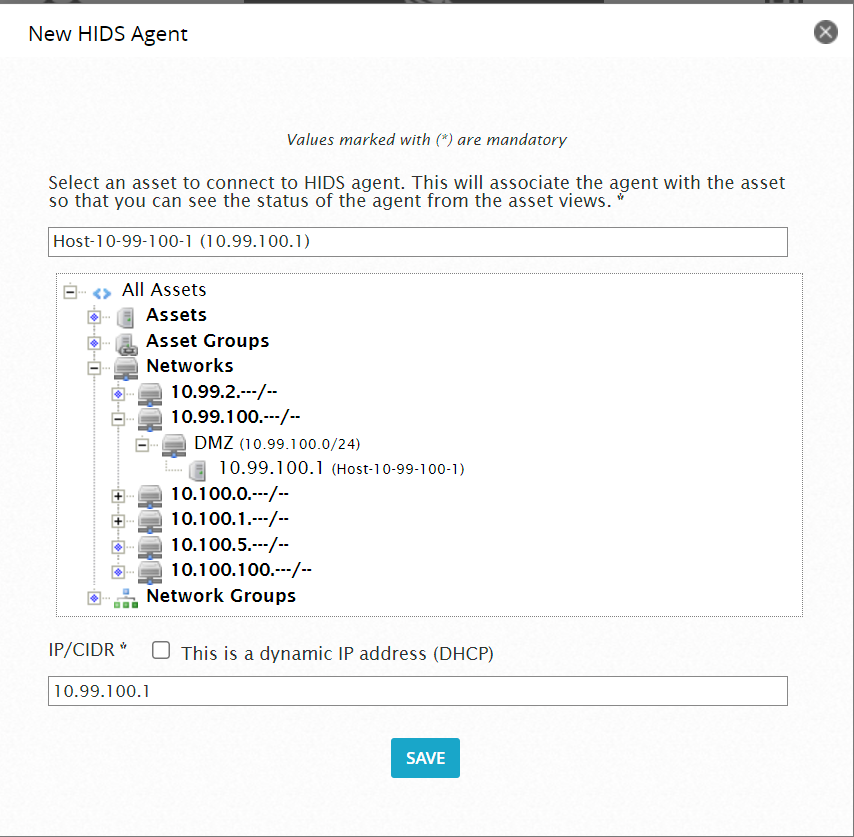 New HIDS Agent
Values marked with (*) are mandatory
Select an asset to connect to HIDS agent. This will associate the agent with the asset
so that you can see the status of the agent from the asset views. *
Host-10-99-100-1 (10.99.100.1)
All Assets
Assets
Asset Groups
Networks
10.99.2.---/--
10.99.100.---/--
DMZ (10.99.100.0/24)
10.99.100.1 (Host-10-99-100-1)
10.100.0.---/--
10.100.1.---/--
10.100.5.---/--
10.100.100.---/--
Network Groups
IP/CIDR * This is a dynamic IP address (DHCP)
10.99.100.1
SAVE